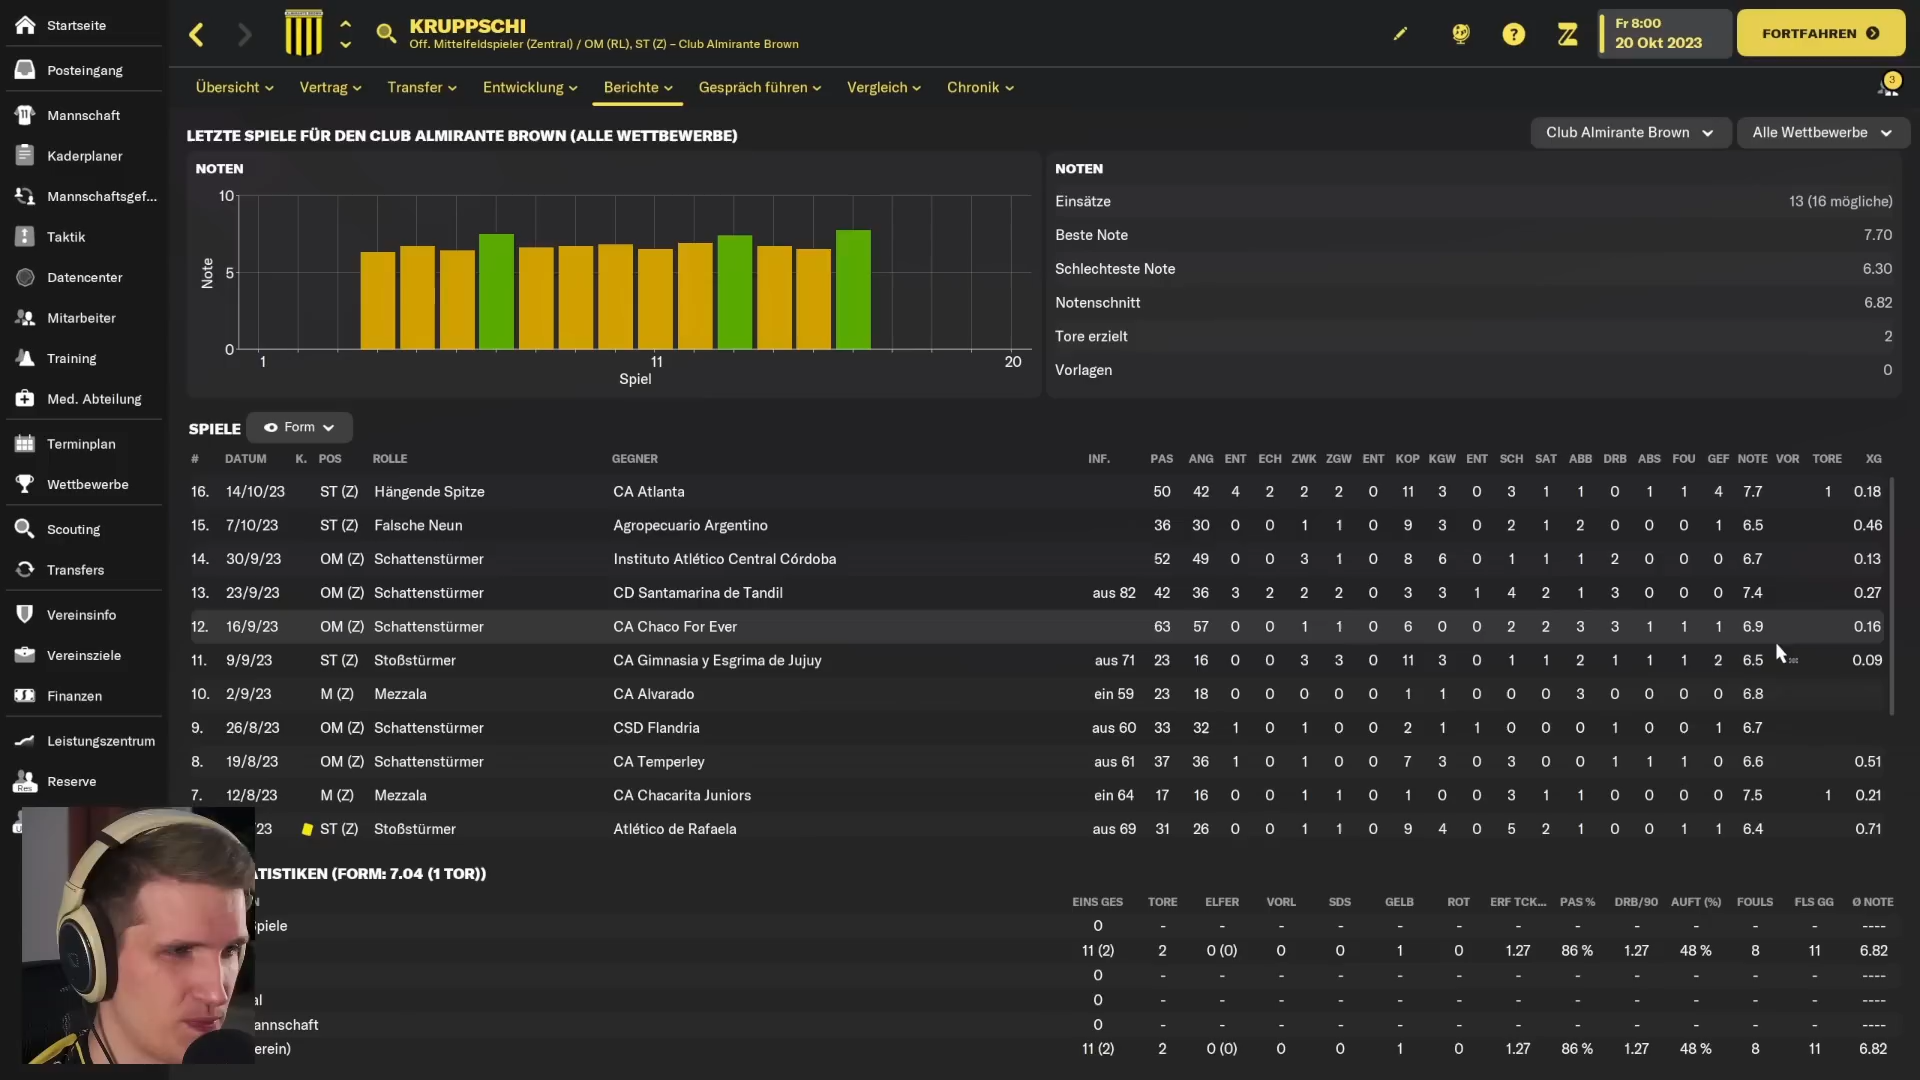 Startseite
Posteingang
Mannschaft
Kaderplaner
Mannschaftsgef...
Taktik
Datencenter
Mitarbeiter
Training
Med. Abteilung
Terminplan
Wettbewerbe
Scouting
Transfers
Vereinsinfo
Vereinsziele
Finanzen
Leistungszentrum
Reserve
Res
KRUPPSCHI
Off. Mittelfeldspieler (Zentral) / OM (RL), ST (Z) – Club Almirante Brown
Fr 8:00
20 Okt 2023
FORTFAHREN
Übersicht Vertrag Transfer Entwicklung Berichte Gespräch führen Vergleich Chronik
3
LETZTE SPIELE FÜR DEN CLUB ALMIRANTE BROWN (ALLE WETTBEWERBE)
Club Almirante Brown Alle Wettbewerbe
NOTEN
10
5
0
Note
1 11 20
Spiel
NOTEN
Einsätze 13 (16 mögliche)
Beste Note 7.70
Schlechteste Note 6.30
Notenschnitt 6.82
Tore erzielt 2
Vorlagen 0
SPIELE Form
# DATUM K. POS ROLLE GEGNER INF. PAS ANG ENT ECH ZWK ZGW ENT KOP KGW ENT SCH SAT ABB DRB ABS FOU GEF NOTE VOR TORE XG
16. 14/10/23 ST (Z) Hängende Spitze CA Atlanta 50 42 4 2 2 2 0 11 3 0 3 1 1 0 1 1 4 7.7 1 0.18
15. 7/10/23 ST (Z) Falsche Neun Agropecuario Argentino 36 30 0 0 1 1 0 9 3 0 2 1 2 0 0 0 1 6.5 0.46
14. 30/9/23 OM (Z) Schattenstürmer Instituto Atlético Central Córdoba 52 49 0 0 3 1 0 8 6 0 1 1 1 2 0 0 0 6.7 0.13
13. 23/9/23 OM (Z) Schattenstürmer CD Santamarina de Tandil aus 82 42 36 3 2 2 2 0 3 3 1 4 2 1 3 0 0 0 7.4 0.27
12. 16/9/23 OM (Z) Schattenstürmer CA Chaco For Ever 63 57 0 0 1 1 0 6 0 0 2 2 3 3 1 1 1 6.9 0.16
11. 9/9/23 ST (Z) Stoßstürmer CA Gimnasia y Esgrima de Jujuy aus 71 23 16 0 0 3 3 0 11 3 0 1 1 2 1 1 1 2 6.5 0.09
10. 2/9/23 M (Z) Mezzala CA Alvarado ein 59 23 18 0 0 0 0 0 1 1 0 0 0 3 0 0 0 0 6.8
9. 26/8/23 OM (Z) Schattenstürmer CSD Flandria aus 60 33 32 1 0 1 0 0 2 1 1 0 0 0 1 0 0 1 6.7
8. 19/8/23 OM (Z) Schattenstürmer CA Temperley aus 61 37 36 1 0 1 0 0 7 3 0 3 0 0 1 1 1 0 6.6 0.51
7. 12/8/23 M (Z) Mezzala CA Chacarita Juniors ein 64 17 16 0 0 1 1 0 1 0 0 3 1 1 0 0 0 0 7.5 1 0.21
/23 ST (Z) Stoßstürmer Atlético de Rafaela aus 69 31 26 0 0 1 1 0 9 4 0 5 2 1 0 0 1 1 6.4 0.71
ATISTIKEN (FORM: 7.04 (1 TOR))
N EINS GES TORE ELFER VORL SDS GELB ROT ERF TCK... PAS % DRB/90 AUFT (%) FOULS FLS GG Ø NOTE
Spiele 0 - - - - - - - - - - - - ----
11 (2) 2 0 (0) 0 0 1 0 1.27 86 % 1.27 48 % 8 11 6.82
0 - - - - - - - - - - - - ----
al 0 - - - - - - - - - - - - ----
annschaft 0 - - - - - - - - - - - - ----
erein) 11 (2) 2 0 (0) 0 0 1 0 1.27 86 % 1.27 48 % 8 11 6.82